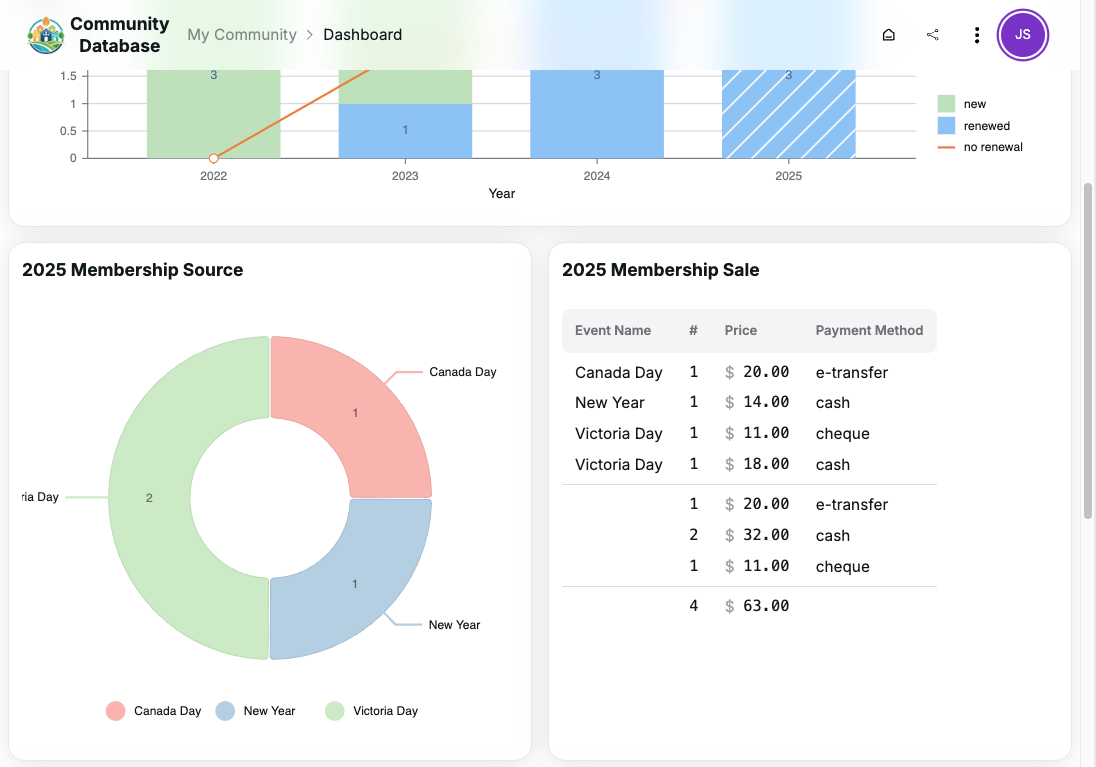 Community
Database
My Community > Dashboard
JS
1.5
1
0.5
0
3
1
3
3
2022
2023
2024
2025
Year
new
renewed
no renewal
2025 Membership Source
Canada Day
1
ria Day
2
1
New Year
Canada Day
New Year
Victoria Day
2025 Membership Sale
Event Name # Price Payment Method
Canada Day 1 $ 20.00 e-transfer
New Year 1 $ 14.00 cash
Victoria Day 1 $ 11.00 cheque
Victoria Day 1 $ 18.00 cash
1 $ 20.00 e-transfer
2 $ 32.00 cash
1 $ 11.00 cheque
4 $ 63.00